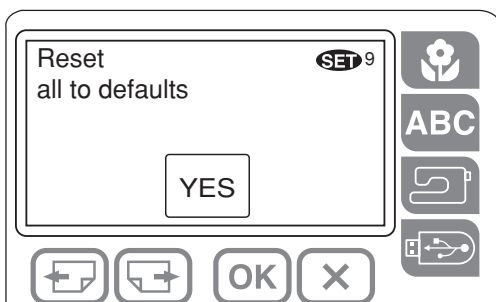 Reset
SET 9
all to defaults
YES
ABC
OK